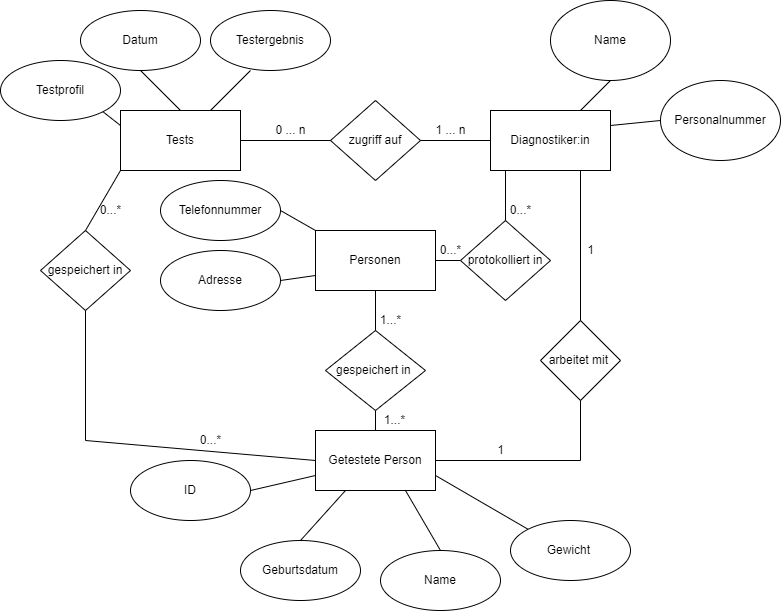 Datum
Testergebnis
Name
Testprofil
Personalnummer
Tests
0 ... n
zugriff auf
1 ... n
Diagnostiker:in
0...*
Telefonnummer
0...*
Personen
0...*
protokolliert in
1
gespeichert in
Adresse
1...*
gespeichert in
arbeitet mit
1...*
0...*
1
Getestete Person
ID
Geburtsdatum
Name
Gewicht